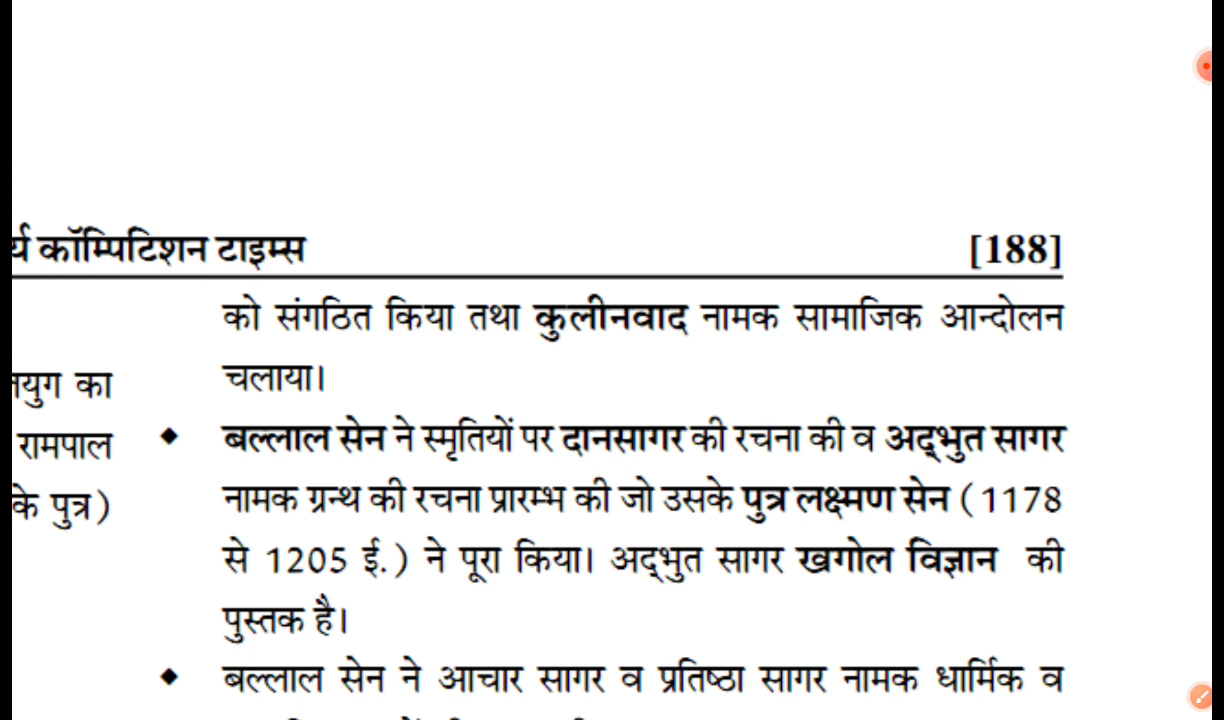 र्य कॉम्पिटिशन टाइम्स [188]
युग का
रामपाल
के पुत्र)
को संगठित किया तथा कुलीनवाद नामक सामाजिक आन्दोलन
चलाया।
◆ बल्लाल सेन ने स्मृतियों पर दानसागर की रचना की व अद्भुत सागर
नामक ग्रन्थ की रचना प्रारम्भ की जो उसके पुत्र लक्ष्मण सेन (1178
से 1205 ई.) ने पूरा किया। अद्भुत सागर खगोल विज्ञान की
पुस्तक है।
◆ बल्लाल सेन ने आचार सागर व प्रतिष्ठा सागर नामक धार्मिक व